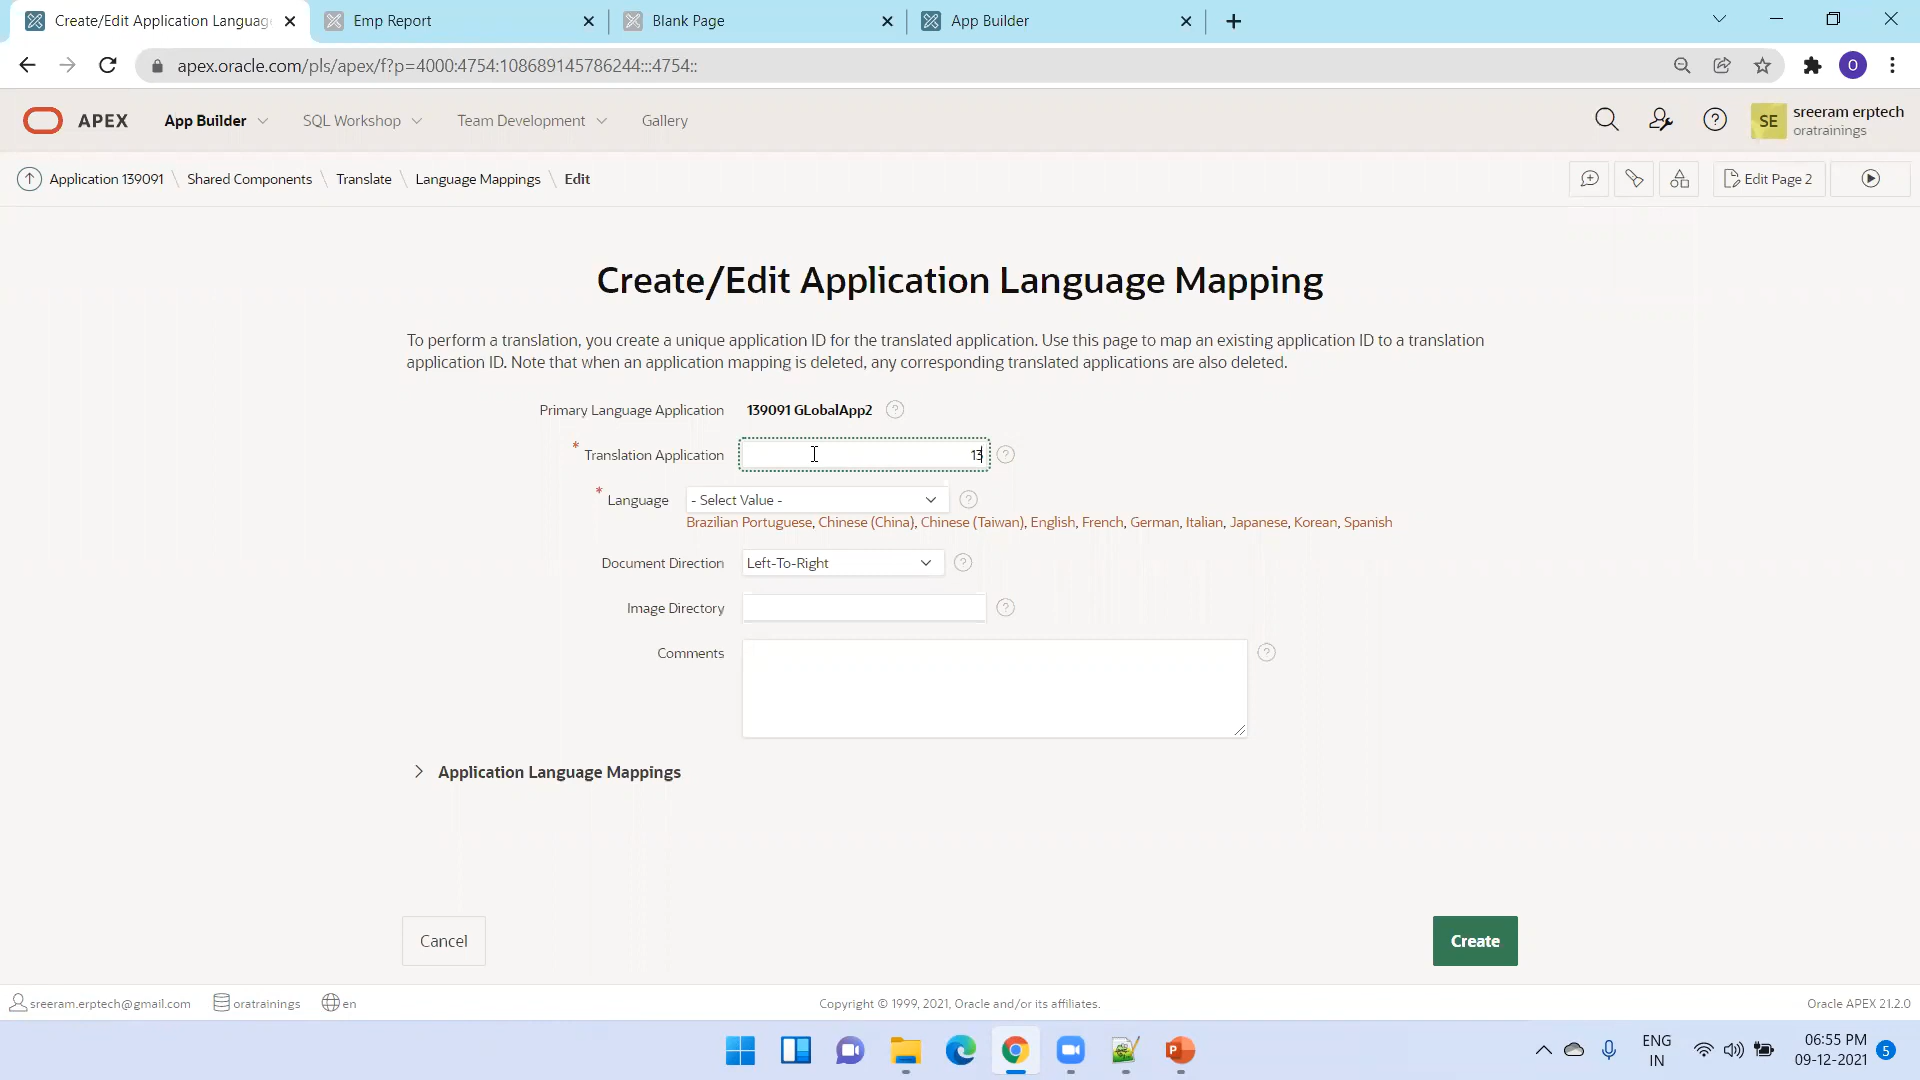 Create/Edit Application Languag
Emp Report
Blank Page
App Builder
apex.oracle.com/pls/apex/f?p=4000:4754:108689145786244:::4754::
O
APEX
App Builder
SQL Workshop
Team Development
Gallery
SE
sreeram erptech
oratrainings
Application 139091 \ Shared Components \ Translate \ Language Mappings \ Edit
Edit Page 2
Create/Edit Application Language Mapping
To perform a translation, you create a unique application ID for the translated application. Use this page to map an existing application ID to a translation
application ID. Note that when an application mapping is deleted, any corresponding translated applications are also deleted.
Primary Language Application 139091 GLobalApp2 ?
* Translation Application 13 ?
* Language - Select Value - ?
Brazilian Portuguese, Chinese (China), Chinese (Taiwan), English, French, German, Italian, Japanese, Korean, Spanish
Document Direction Left-To-Right ?
Image Directory ?
Comments ?
Application Language Mappings
Cancel
Create
sreeram.erptech@gmail.com oratrainings en
Copyright © 1999, 2021, Oracle and/or its affiliates.
Oracle APEX 21.2.0
ENG
IN
06:55 PM
09-12-2021
5